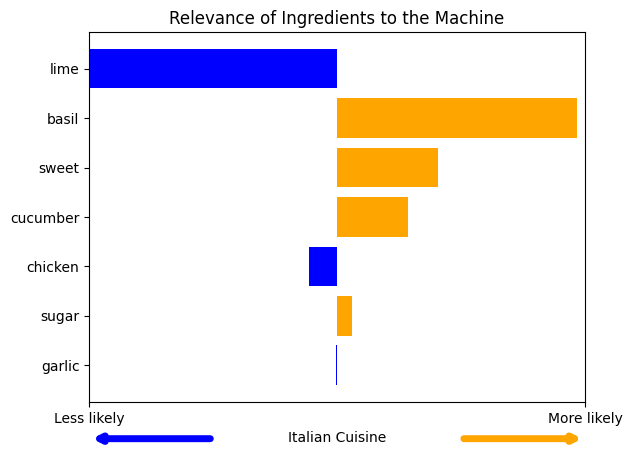 Relevance of Ingredients to the Machine
lime
basil
sweet
cucumber
chicken
sugar
garlic
Less likely More likely
Italian Cuisine